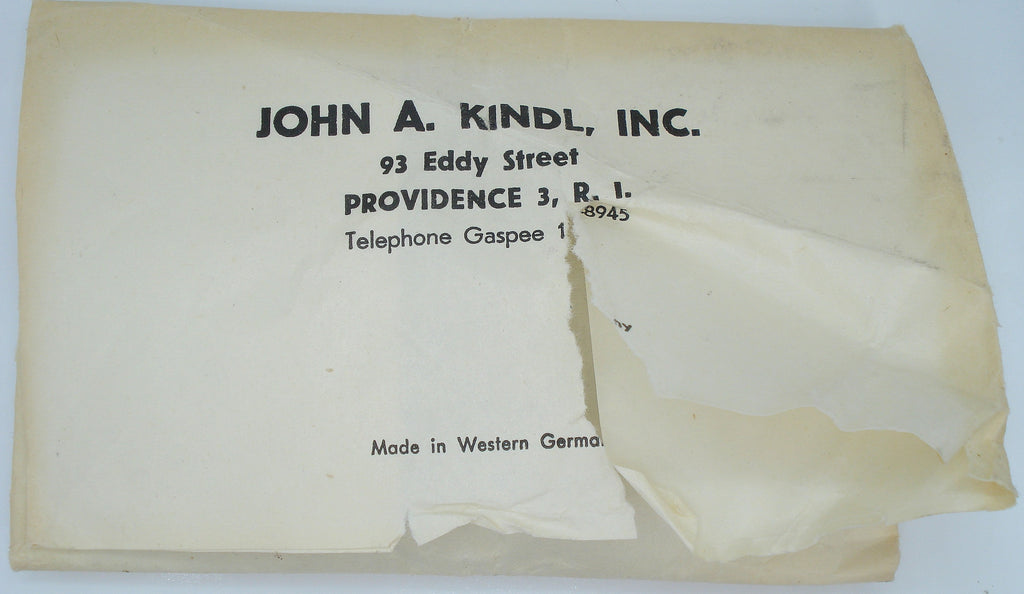 JOHN A. KINDL, INC.
93 Eddy Street
PROVIDENCE 3, R. I.
Telephone Gaspee 1-8945
Made in Western Germa